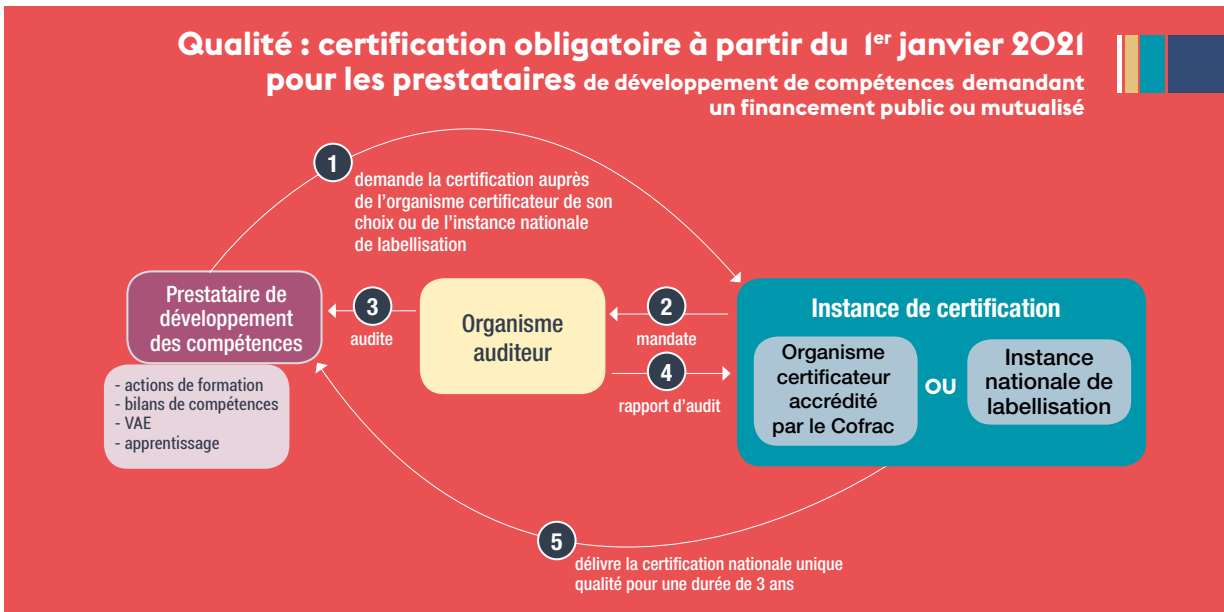 Qualité : certification obligatoire à partir du 1er janvier 2021
pour les prestataires de développement de compétences demandant
un financement public ou mutualisé
1
demande la certification auprès
de l'organisme certificateur de son
choix ou de l'instance nationale
de labellisation
Prestataire de
développement
des compétences
- actions de formation
- bilans de compétences
- VAE
- apprentissage
3
audite
Organisme
auditeur
2
mandate
4
rapport d'audit
Instance de certification
Organisme
certificateur
accrédité
par le Cofrac
OU
Instance
nationale de
labellisation
5
délivre la certification nationale unique
qualité pour une durée de 3 ans